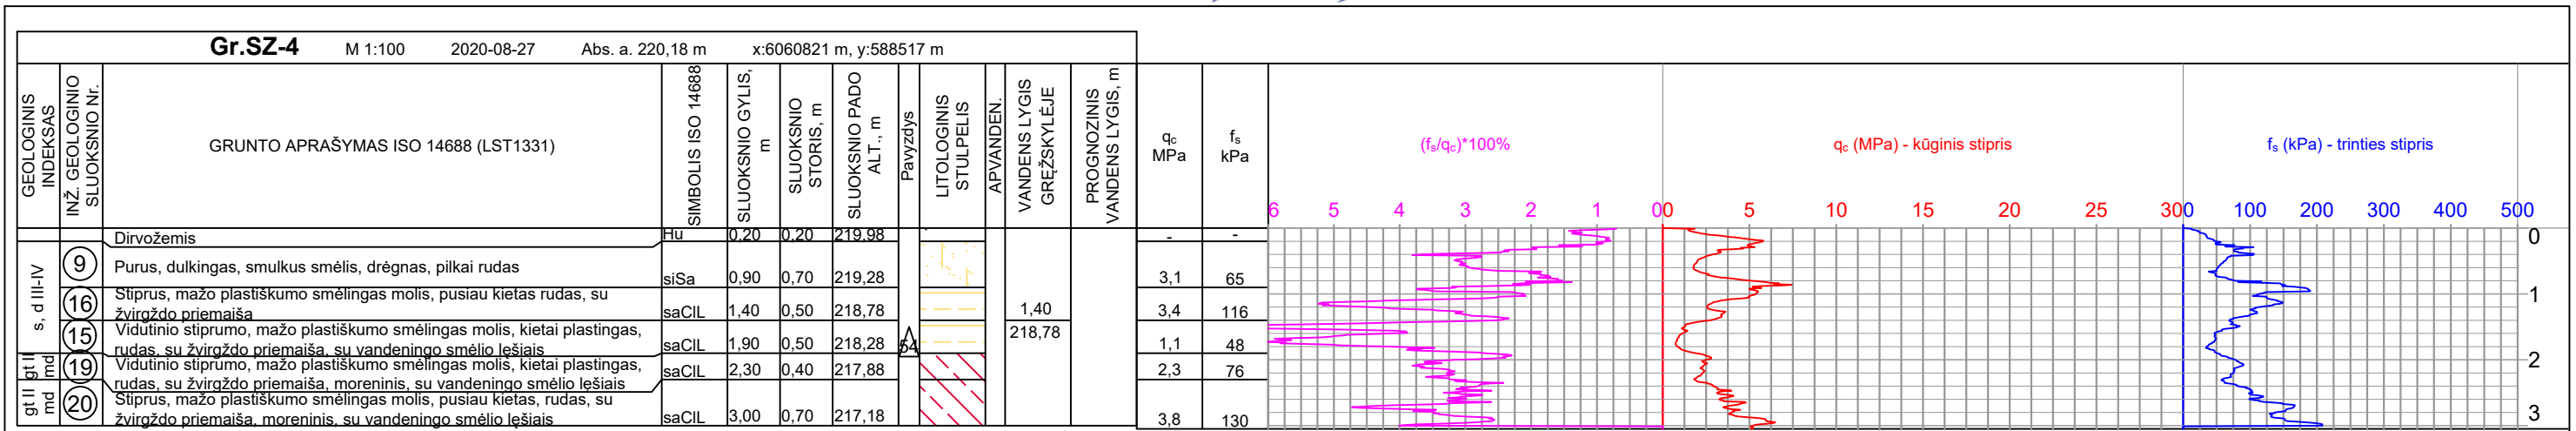 Gr.SZ-4 M 1:100 2020-08-27 Abs. a. 220,18 m x:6060821 m, y:588517 m
GEOLOGINIS
INDEKSAS
INŽ. GEOLOGINIO
SLUOKSNIO Nr.
GRUNTO APRAŠYMAS ISO 14688 (LST1331)
SIMBOLIS ISO 14688
SLUOKSNIO GYLIS,
m
SLUOKSNIO
STORIS, m
SLUOKSNIO PADO
ALT., m
Pavyzdys
LITOLOGINIS
STULPELIS
APVANDEN.
VANDENS LYGIS
GRĘŽSKYLĖJE
PROGNOZINIS
VANDENS LYGIS, m
qc
MPa
fs
kPa
(fs/qc)*100%
qc (MPa) - kūginis stipris
fs (kPa) - trinties stipris
6 5 4 3 2 1 0
0 5 10 15 20 25 30
0 100 200 300 400 500
Dirvožemis Hu 0,20 0,20 219,98 - -
s, d III-IV
9 Purus, dulkingas, smulkus smėlis, drėgnas, pilkai rudas siSa 0,90 0,70 219,28 3,1 65
16 Stiprus, mažo plastiškumo smėlingas molis, pusiau kietas rudas, su
žvirgždo priemaiša saClL 1,40 0,50 218,78 1,40 3,4 116
15 Vidutinio stiprumo, mažo plastiškumo smėlingas molis, kietai plastingas,
rudas, su žvirgždo priemaiša, su vandeningo smėlio lęšiais saClL 1,90 0,50 218,28 54 218,78 1,1 48
gt II
md
19 Vidutinio stiprumo, mažo plastiškumo smėlingas molis, kietai plastingas,
rudas, su žvirgždo priemaiša, moreninis, su vandeningo smėlio lęšiais saClL 2,30 0,40 217,88 2,3 76
gt II
md
20 Stiprus, mažo plastiškumo smėlingas molis, pusiau kietas, rudas, su
žvirgždo priemaiša, moreninis, su vandeningo smėlio lęšiais saClL 3,00 0,70 217,18 3,8 130
0
1
2
3